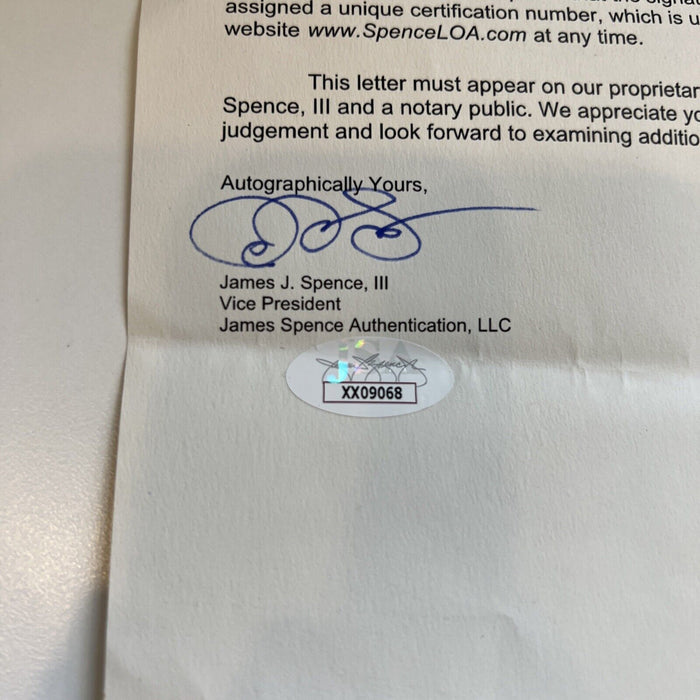 assigned a unique certification number, which is u
website www.SpenceLOA.com at any time.
This letter must appear on our proprietar
Spence, III and a notary public. We appreciate yo
judgement and look forward to examining additio
Autographically Yours,
James J. Spence, III
Vice President
James Spence Authentication, LLC
JSA
XX09068